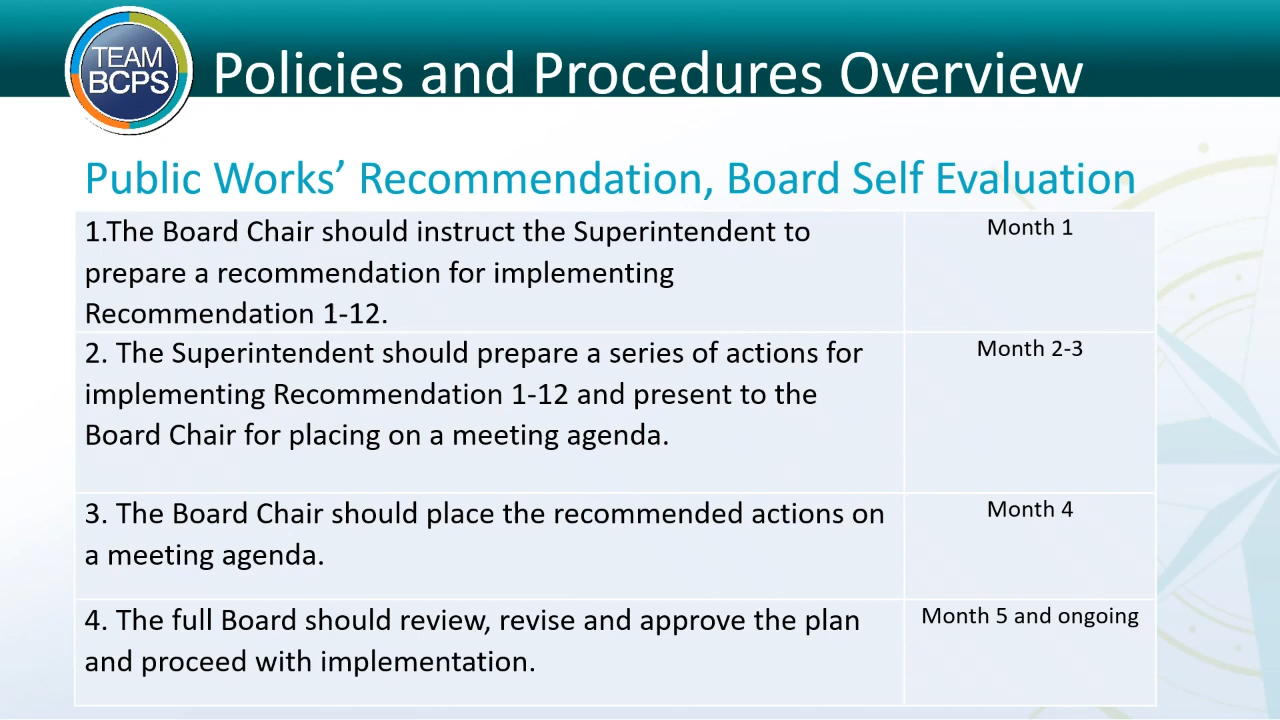 TEAM
BCPS
Policies and Procedures Overview
Public Works’ Recommendation, Board Self Evaluation
1.The Board Chair should instruct the Superintendent to
prepare a recommendation for implementing
Recommendation 1-12.
Month 1
2. The Superintendent should prepare a series of actions for
implementing Recommendation 1-12 and present to the
Board Chair for placing on a meeting agenda.
Month 2-3
3. The Board Chair should place the recommended actions on
a meeting agenda.
Month 4
4. The full Board should review, revise and approve the plan
and proceed with implementation.
Month 5 and ongoing